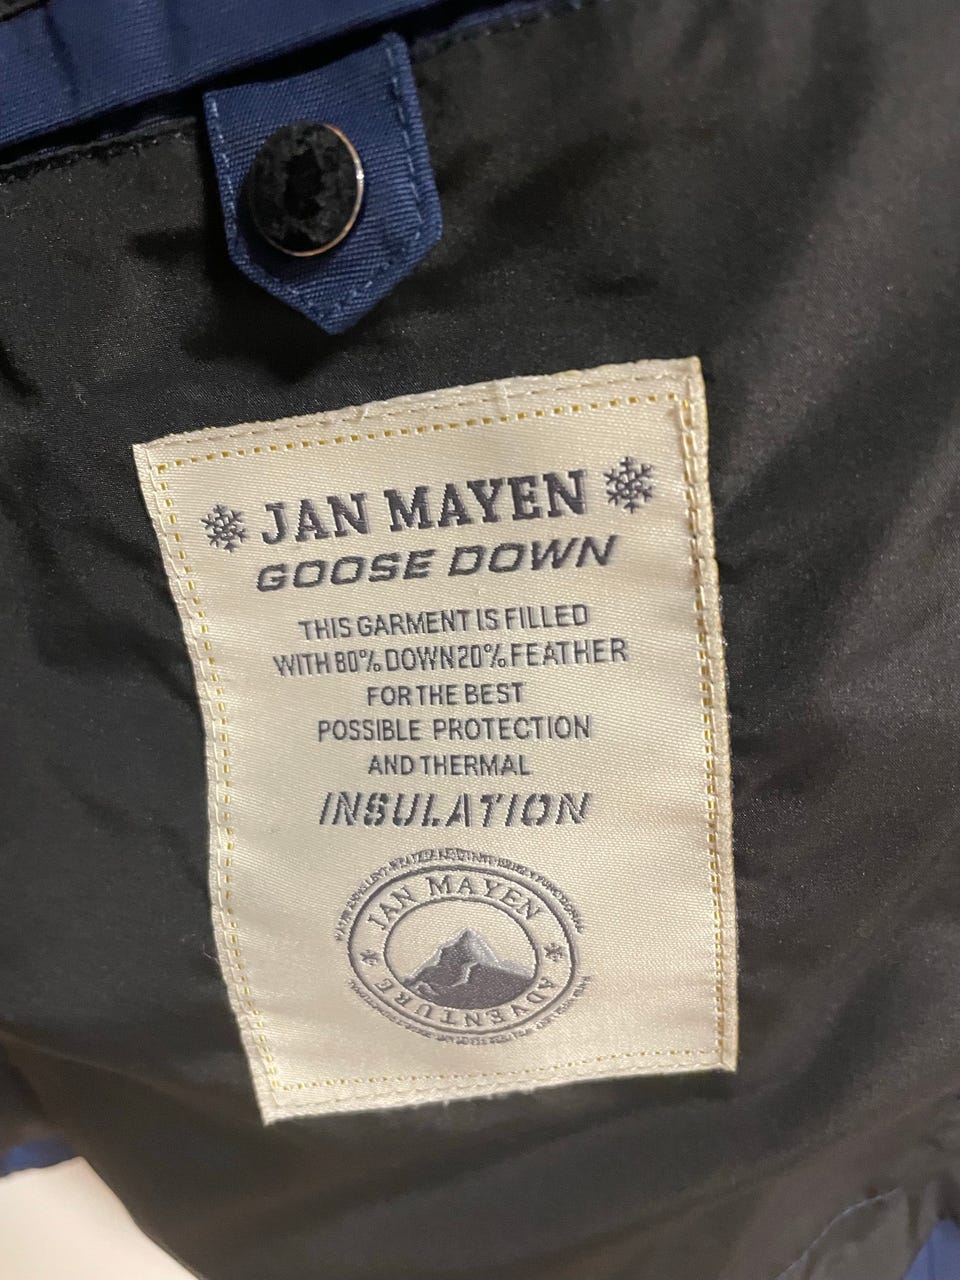 JAN MAYEN
GOOSE DOWN
THIS GARMENT IS FILLED
WITH 80% DOWN 20% FEATHER
FOR THE BEST
POSSIBLE PROTECTION
AND THERMAL
INSULATION
JAN MAYEN
ADVENTURE